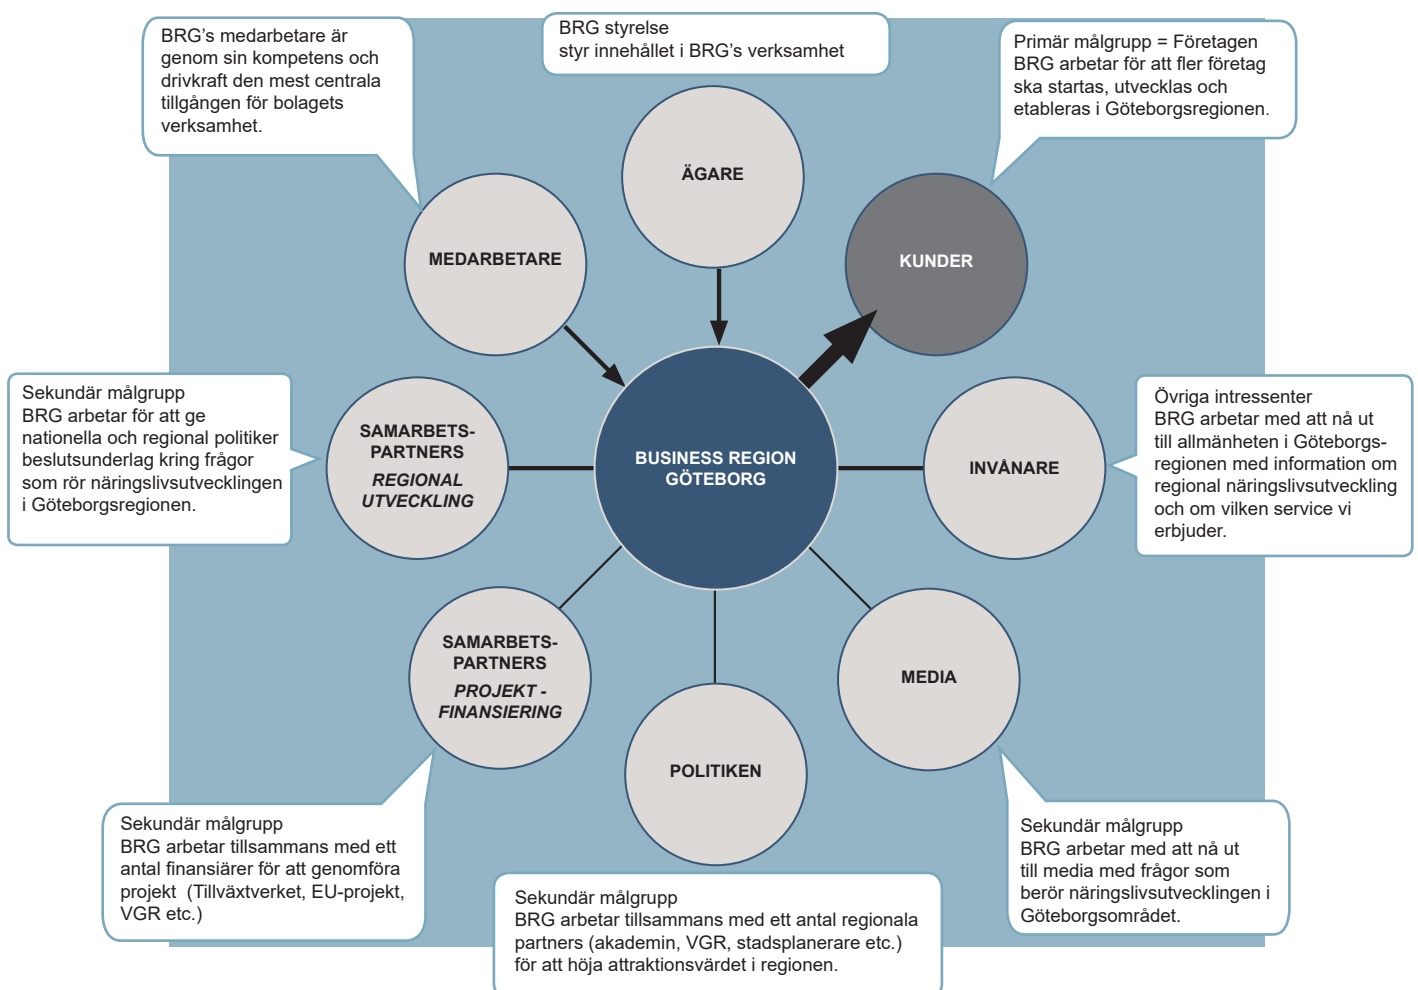 BRG's medarbetare är
genom sin kompetens och
drivkraft den mest centrala
tillgången för bolagets
verksamhet.
BRG styrelse
styr innehållet i BRG's verksamhet
Primär målgrupp = Företagen
BRG arbetar för att fler företag
ska startas, utvecklas och
etableras i Göteborgsregionen.
ÄGARE
MEDARBETARE
KUNDER
Sekundär målgrupp
BRG arbetar för att ge
nationella och regional politiker
beslutsunderlag kring frågor
som rör näringslivsutvecklingen
i Göteborgsregionen.
SAMARBETS-
PARTNERS
REGIONAL
UTVECKLING
BUSINESS REGION
GÖTEBORG
INVÅNARE
Övriga intressenter
BRG arbetar med att nå ut
till allmänheten i Göteborgs-
regionen med information om
regional näringslivsutveckling
och om vilken service vi
erbjuder.
SAMARBETS-
PARTNERS
PROJEKT -
FINANSIERING
MEDIA
POLITIKEN
Sekundär målgrupp
BRG arbetar tillsammans med ett
antal finansiärer för att genomföra
projekt (Tillväxtverket, EU-projekt,
VGR etc.)
Sekundär målgrupp
BRG arbetar tillsammans med ett antal regionala
partners (akademin, VGR, stadsplanerare etc.)
för att höja attraktionsvärdet i regionen.
Sekundär målgrupp
BRG arbetar med att nå ut
till media med frågor som
berör näringslivsutvecklingen i
Göteborgsområdet.